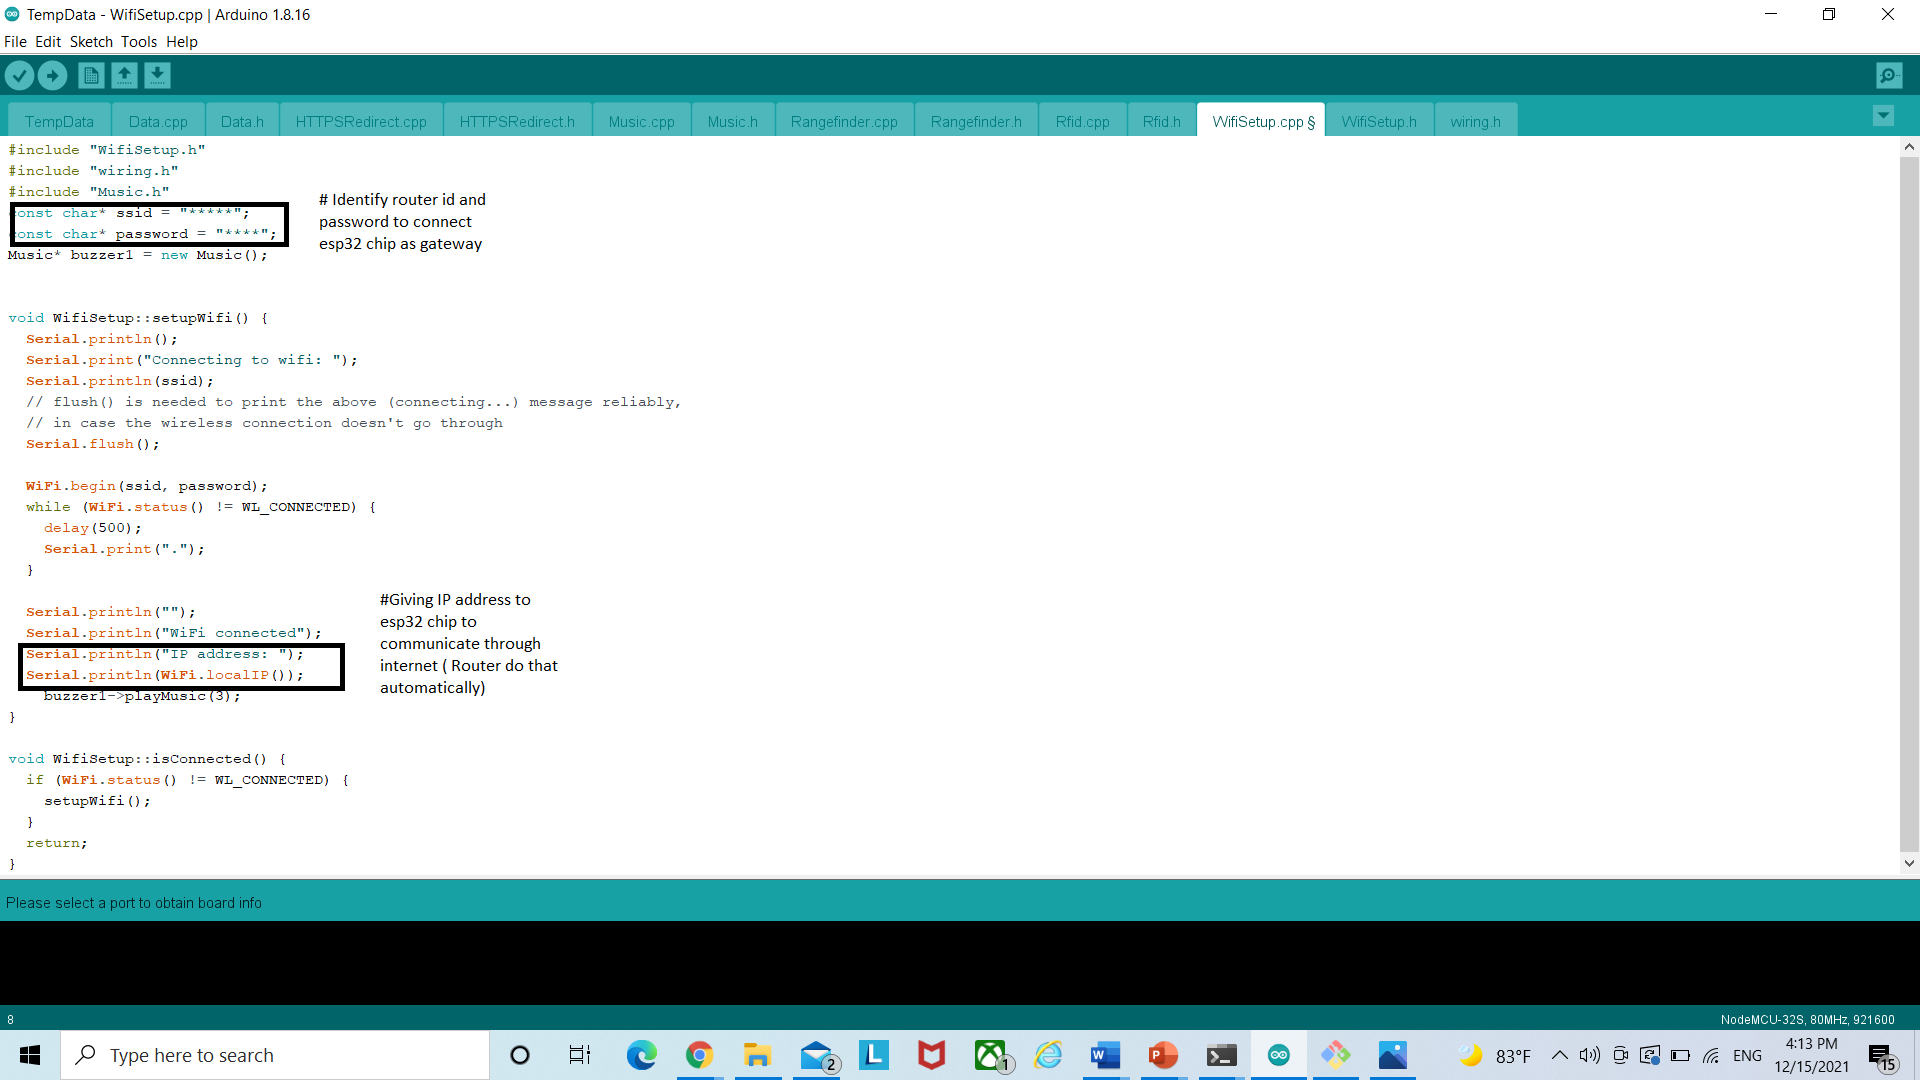 TempData - WifiSetup.cpp | Arduino 1.8.16
File Edit Sketch Tools Help
TempData Data.cpp Data.h HTTPSRedirect.cpp HTTPSRedirect.h Music.cpp Music.h Rangefinder.cpp Rangefinder.h Rfid.cpp Rfid.h WifiSetup.cpp § WifiSetup.h wiring.h
#include "WifiSetup.h"
#include "wiring.h"
#include "Music.h"
const char* ssid = "*****";
const char* password = "****";
Music* buzzer1 = new Music();
# Identify router id and
password to connect
esp32 chip as gateway
void WifiSetup::setupWifi() {
Serial.println();
Serial.print("Connecting to wifi: ");
Serial.println(ssid);
// flush() is needed to print the above (connecting...) message reliably,
// in case the wireless connection doesn't go through
Serial.flush();
WiFi.begin(ssid, password);
while (WiFi.status() != WL_CONNECTED) {
delay(500);
Serial.print(".");
}
Serial.println("");
Serial.println("WiFi connected");
Serial.println("IP address: ");
Serial.println(WiFi.localIP());
buzzer1->playMusic(3);
}
#Giving IP address to
esp32 chip to
communicate through
internet ( Router do that
automatically)
void WifiSetup::isConnected() {
if (WiFi.status() != WL_CONNECTED) {
setupWifi();
}
return;
}
Please select a port to obtain board info
8
NodeMCU-32S, 80MHz, 921600
Type here to search
2
1
83°F
ENG
4:13 PM
12/15/2021
15